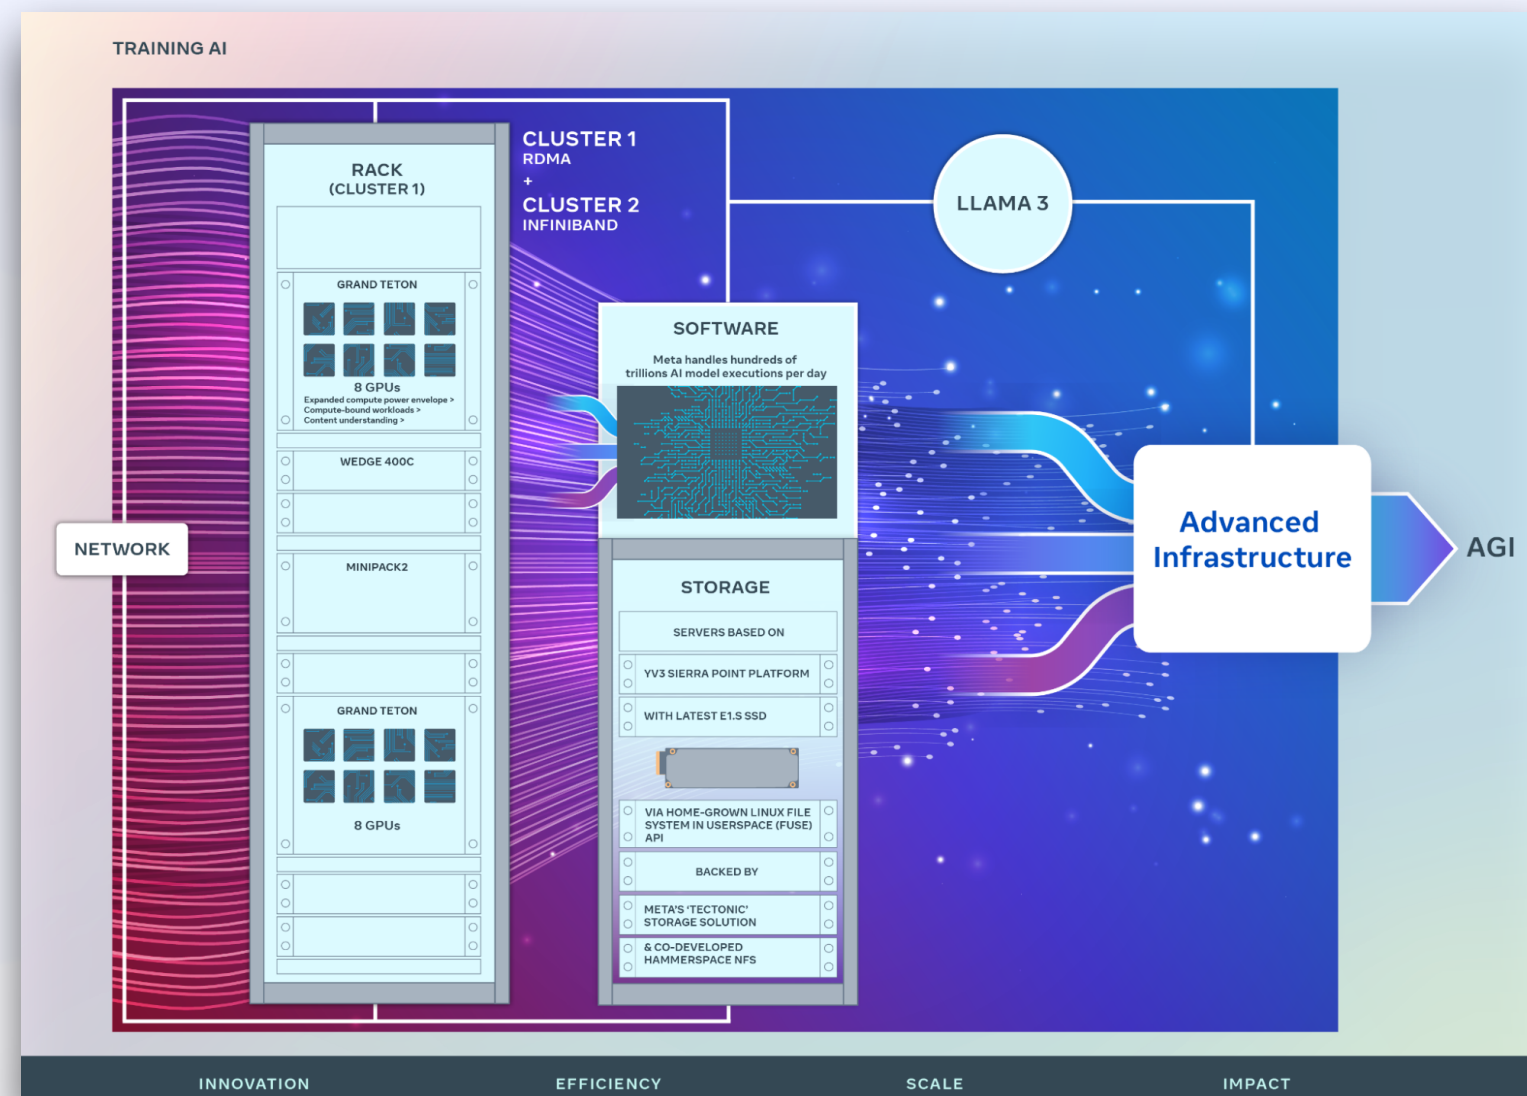 TRAINING AI
RACK
(CLUSTER 1)
GRAND TETON
8 GPUs
Expanded compute power envelope >
Compute-bound workloads >
Content understanding >
WEDGE 400C
MINIPACK2
GRAND TETON
8 GPUs
NETWORK
CLUSTER 1
RDMA
+
CLUSTER 2
INFINIBAND
SOFTWARE
Meta handles hundreds of
trillions AI model executions per day
STORAGE
SERVERS BASED ON
YV3 SIERRA POINT PLATFORM
WITH LATEST E1.S SSD
VIA HOME-GROWN LINUX FILE
SYSTEM IN USERSPACE (FUSE)
API
BACKED BY
META'S ‘TECTONIC’
STORAGE SOLUTION
& CO-DEVELOPED
HAMMERSPACE NFS
LLAMA 3
Advanced
Infrastructure
AGI
INNOVATION
EFFICIENCY
SCALE
IMPACT